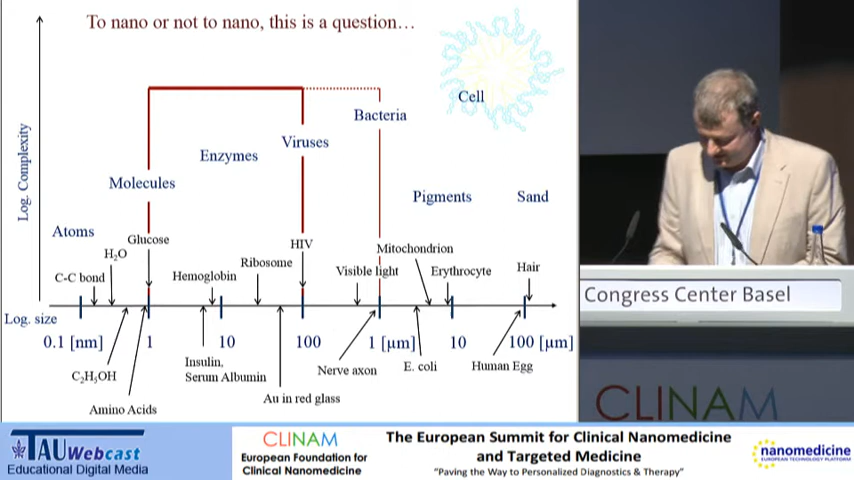 To nano or not to nano, this is a question…
Log. Complexity
Cell
Bacteria
Viruses
Enzymes
Molecules
Pigments
Sand
Atoms
Glucose
H₂O
HIV
Mitochondrion
C-C bond
Hemoglobin
Ribosome
Visible light
Erythrocyte
Hair
Log. size
0.1 [nm]
1
10
100
1 [μm]
10
100 [μm]
C₂H₅OH
Insulin,
Serum Albumin
Nerve axon
E. coli
Human Egg
Amino Acids
Au in red glass
Congress Center Basel
CLINAM
TAU Webcast
Educational Digital Media
CLINAM
European Foundation for
Clinical Nanomedicine
The European Summit for Clinical Nanomedicine
and Targeted Medicine
"Paving the Way to Personalized Diagnostics & Therapy"
nanomedicine
EUROPEAN TECHNOLOGY PLATFORM